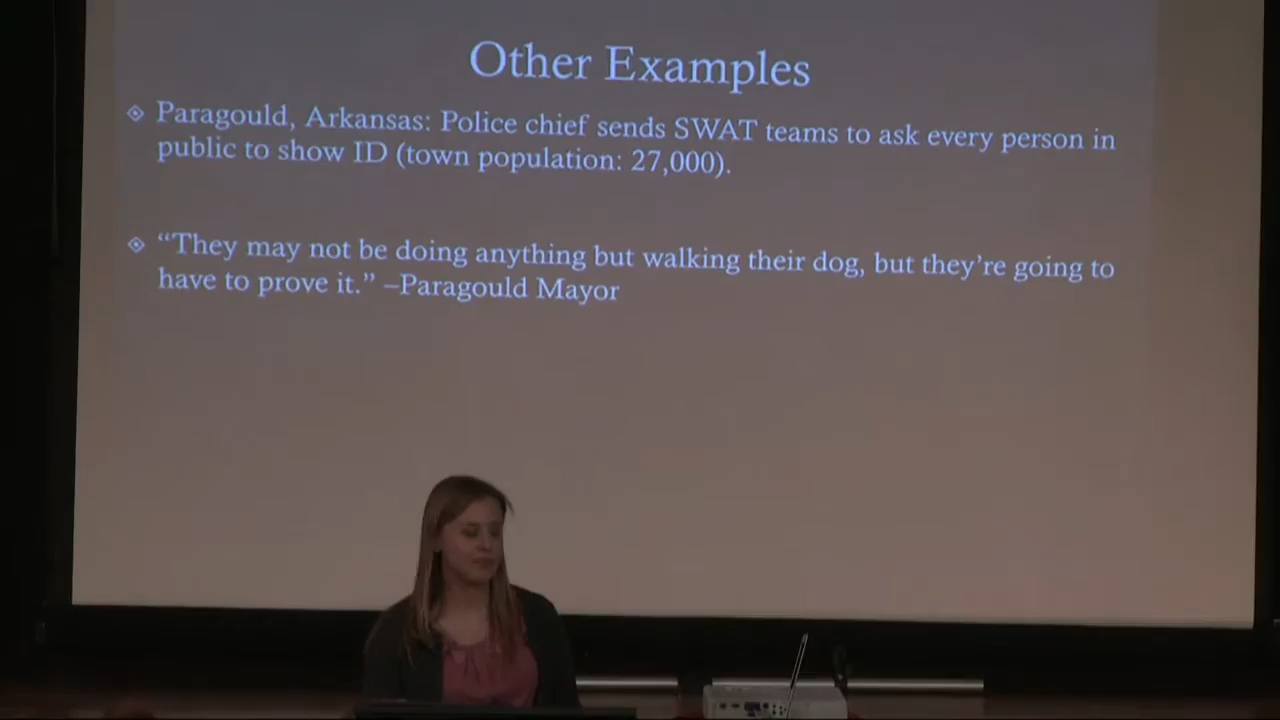 Other Examples
Paragould, Arkansas: Police chief sends SWAT teams to ask every person in
public to show ID (town population: 27,000).
“They may not be doing anything but walking their dog, but they’re going to
have to prove it.” –Paragould Mayor